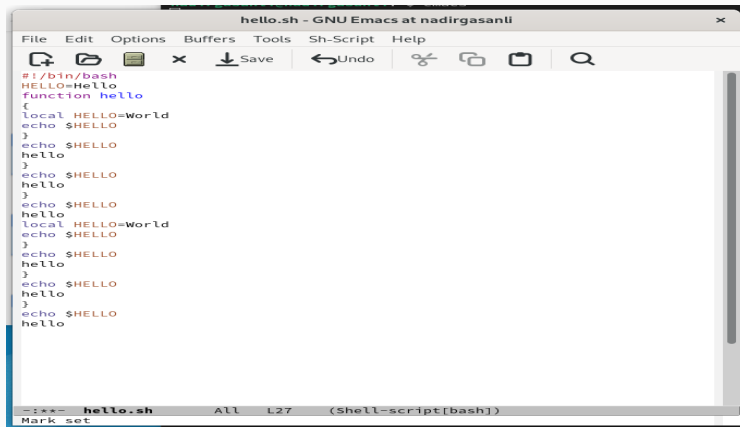 hello.sh - GNU Emacs at nadirgasanli
File Edit Options Buffers Tools Sh-Script Help
Save Undo
#!/bin/bash
HELLO=Hello
function hello
{
local HELLO=World
echo $HELLO
}
echo $HELLO
hello
}
echo $HELLO
hello
}
echo $HELLO
hello
local HELLO=World
echo $HELLO
}
echo $HELLO
hello
}
echo $HELLO
hello
}
echo $HELLO
hello
-:**- hello.sh All L27 (Shell-script[bash])
Mark set